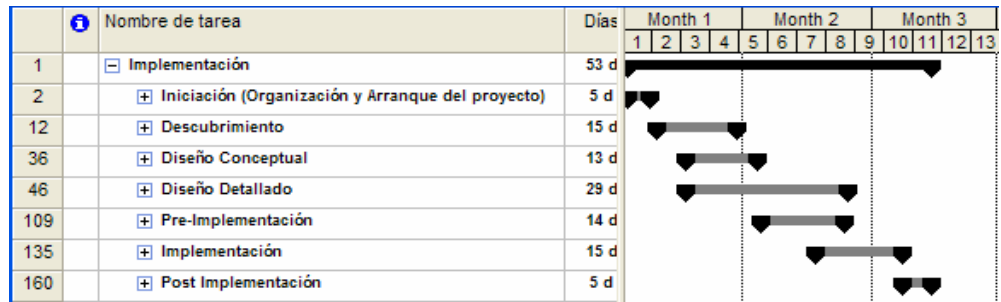 Nombre de tarea Días Month 1 Month 2 Month 3
1 2 3 4 5 6 7 8 9 10 11 12 13
1 Implementación 53 d
2 Iniciación (Organización y Arranque del proyecto) 5 d
12 Descubrimiento 15 d
36 Diseño Conceptual 13 d
46 Diseño Detallado 29 d
109 Pre-Implementación 14 d
135 Implementación 15 d
160 Post Implementación 5 d